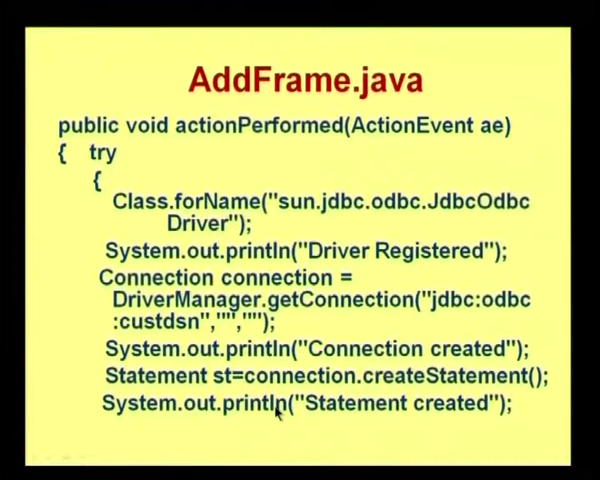 AddFrame.java
public void actionPerformed(ActionEvent ae)
{ try
{
Class.forName("sun.jdbc.odbc.JdbcOdbc
Driver");
System.out.println("Driver Registered");
Connection connection =
DriverManager.getConnection("jdbc:odbc
:custdsn","","");
System.out.println("Connection created");
Statement st=connection.createStatement();
System.out.println("Statement created");